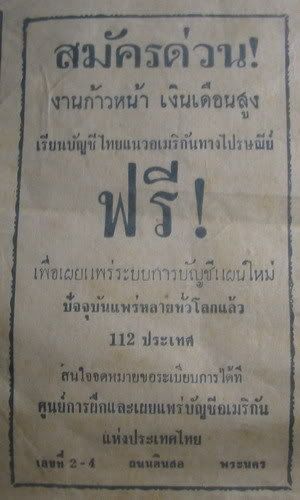 สมัครด่วน!
งานก้าวหน้า เงินเดือนสูง
เรียนบัญชีไทยแนวอเมริกันทางไปรษณีย์
ฟรี!
เพื่อเผยแพร่ระบบการบัญชีแผนใหม่
ปัจจุบันแพร่หลายทั่วโลกแล้ว
112 ประเทศ
สนใจจดหมายขอระเบียบการได้ที่
ศูนย์การฝึกและเผยแพร่บัญชีอเมริกัน
แห่งประเทศไทย
เลขที่ 2-4 ถนนดินสอ พระนคร